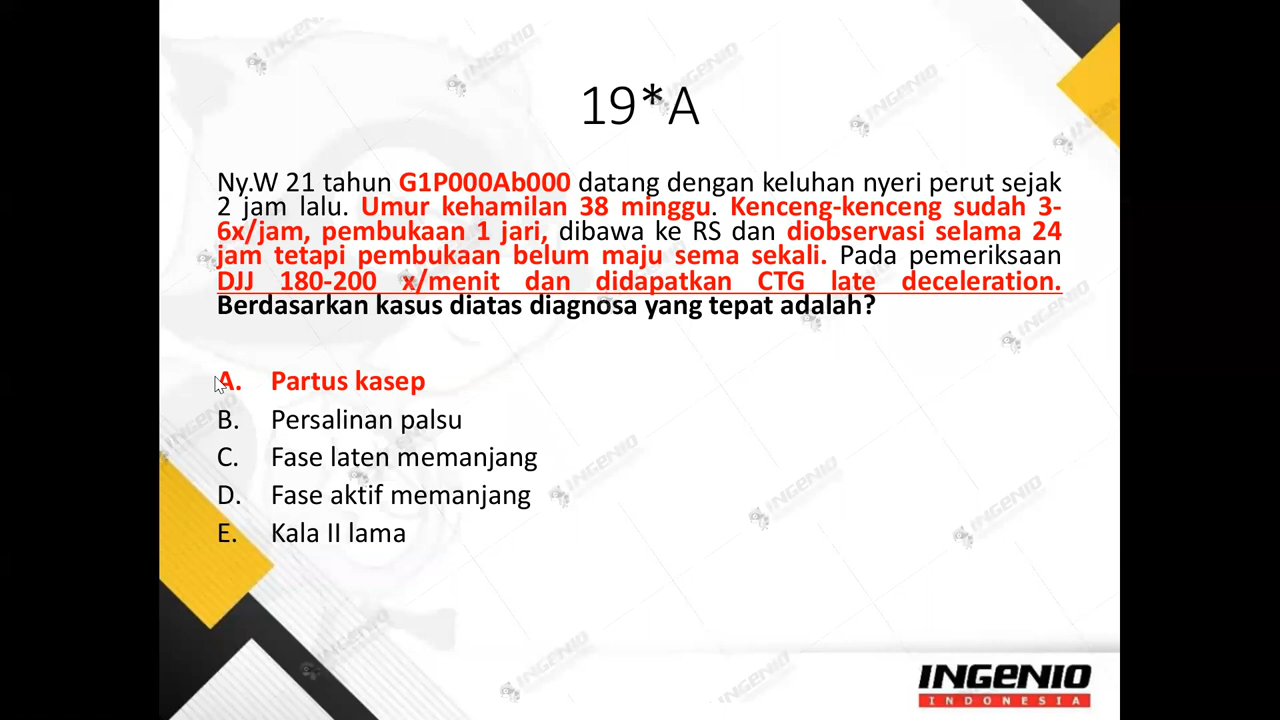 19*A
Ny.W 21 tahun G1P000Ab000 datang dengan keluhan nyeri perut sejak
2 jam lalu. Umur kehamilan 38 minggu. Kenceng-kenceng sudah 3-
6x/jam, pembukaan 1 jari, dibawa ke RS dan diobservasi selama 24
jam tetapi pembukaan belum maju sema sekali. Pada pemeriksaan
DJJ 180-200 x/menit dan didapatkan CTG late deceleration.
Berdasarkan kasus diatas diagnosa yang tepat adalah?
A. Partus kasep
B. Persalinan palsu
C. Fase laten memanjang
D. Fase aktif memanjang
E. Kala II lama
INGENIO
INDONESIA